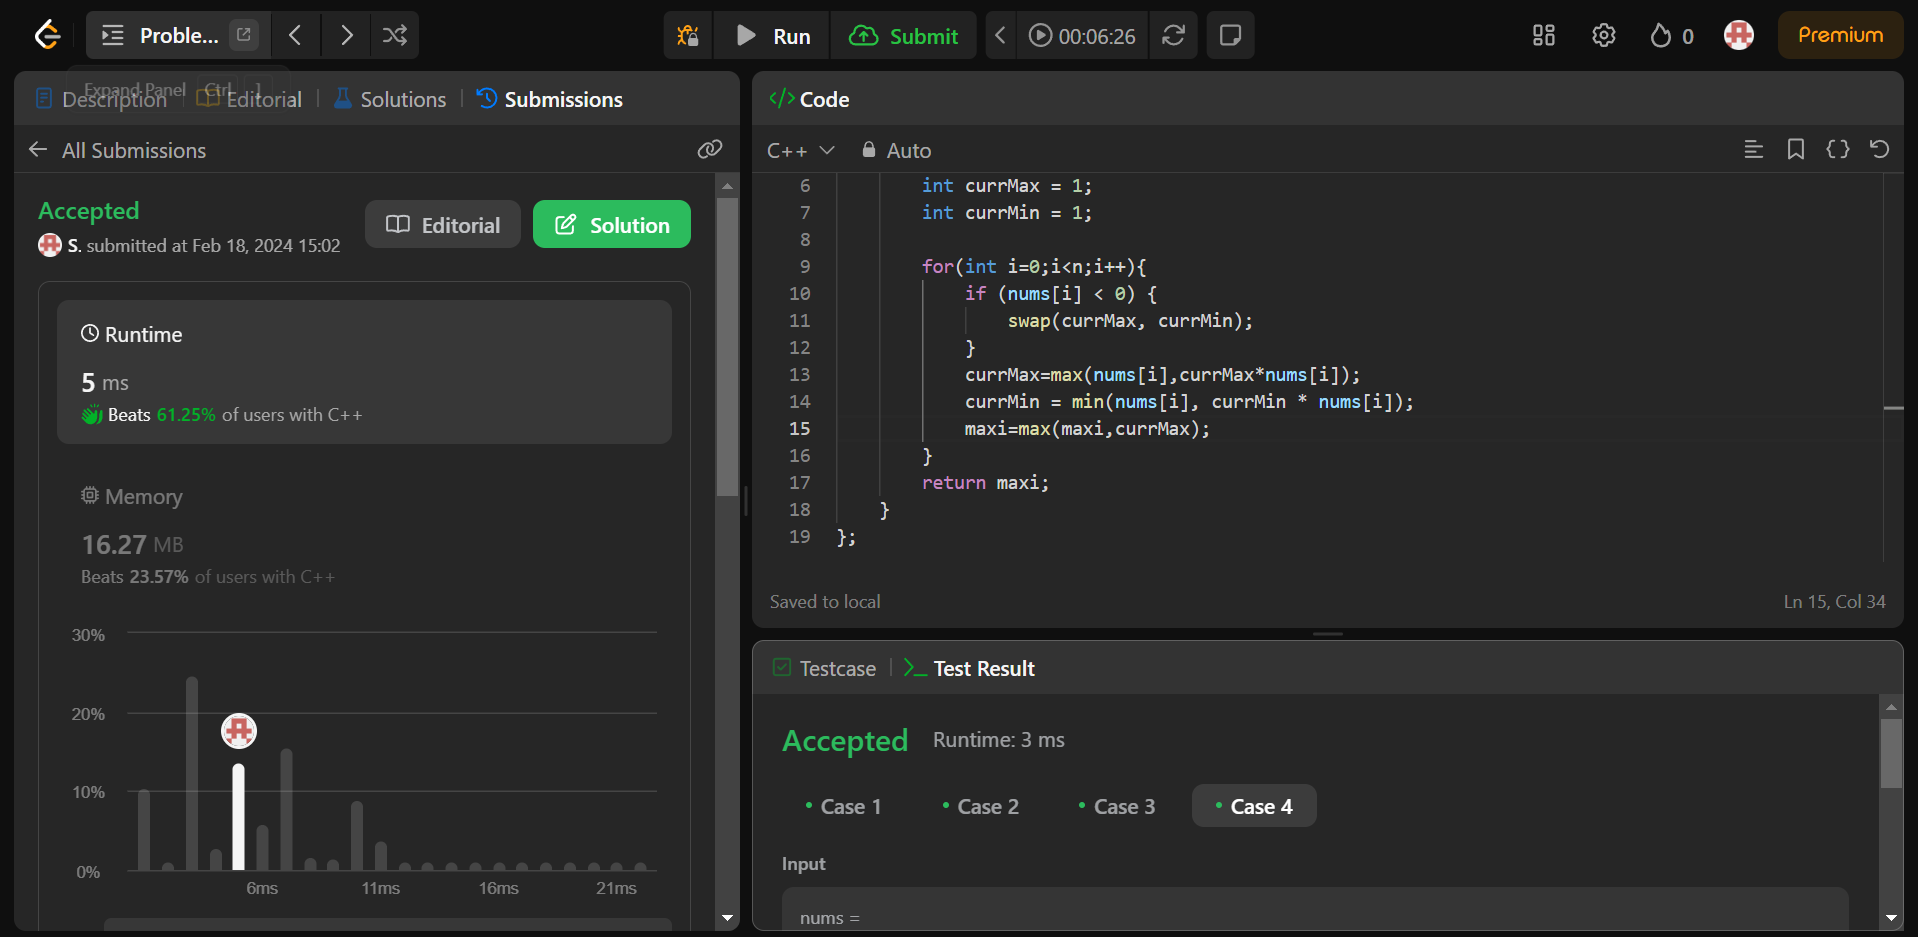 Proble...
Run
Submit
00:06:26
0
Premium
Expand Panel Ctrl ]
Description
Editorial
Solutions
Submissions
All Submissions
Accepted
S. submitted at Feb 18, 2024 15:02
Editorial
Solution
Runtime
5 ms
Beats 61.25% of users with C++
Memory
16.27 MB
Beats 23.57% of users with C++
30%
20%
10%
0%
6ms 11ms 16ms 21ms
</> Code
C++ Auto
6 int currMax = 1;
7 int currMin = 1;
8
9 for(int i=0;i<n;i++){
10 if (nums[i] < 0) {
11 swap(currMax, currMin);
12 }
13 currMax=max(nums[i],currMax*nums[i]);
14 currMin = min(nums[i], currMin * nums[i]);
15 maxi=max(maxi,currMax);
16 }
17 return maxi;
18 }
19 };
Saved to local
Ln 15, Col 34
Testcase
Test Result
Accepted Runtime: 3 ms
Case 1
Case 2
Case 3
Case 4
Input
nums =